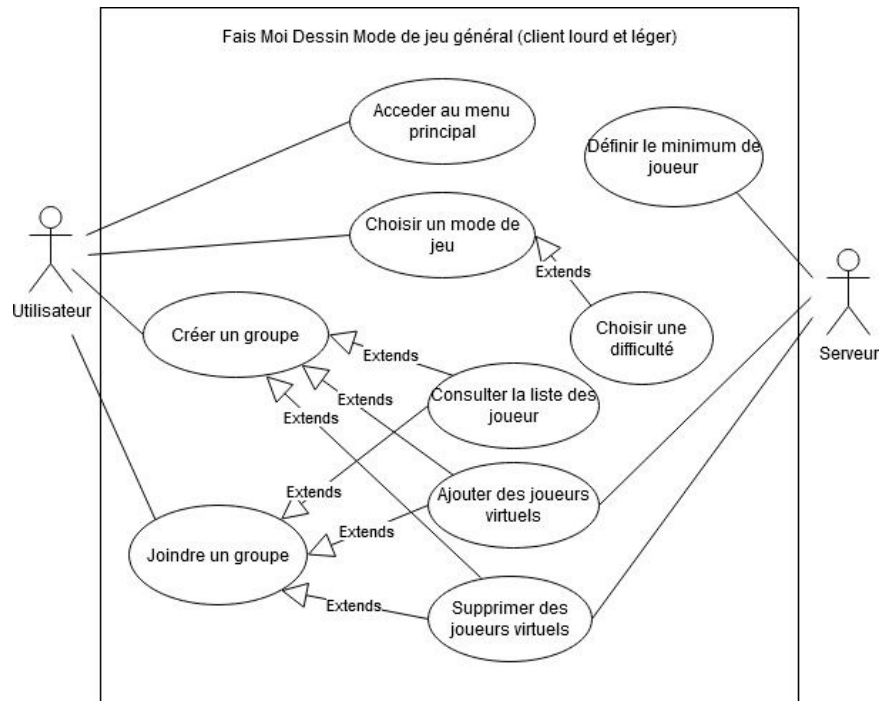 Fais Moi Dessin Mode de jeu général (client lourd et léger)
Acceder au menu
principal
Définir le minimum de
joueur
Choisir un mode de
jeu
Extends
Utilisateur
Créer un groupe
Choisir une
difficulté
Serveur
Extends
Extends
Extends
Consulter la liste des
joueur
Extends
Ajouter des joueurs
virtuels
Extends
Joindre un groupe
Extends
Supprimer des
joueurs virtuels